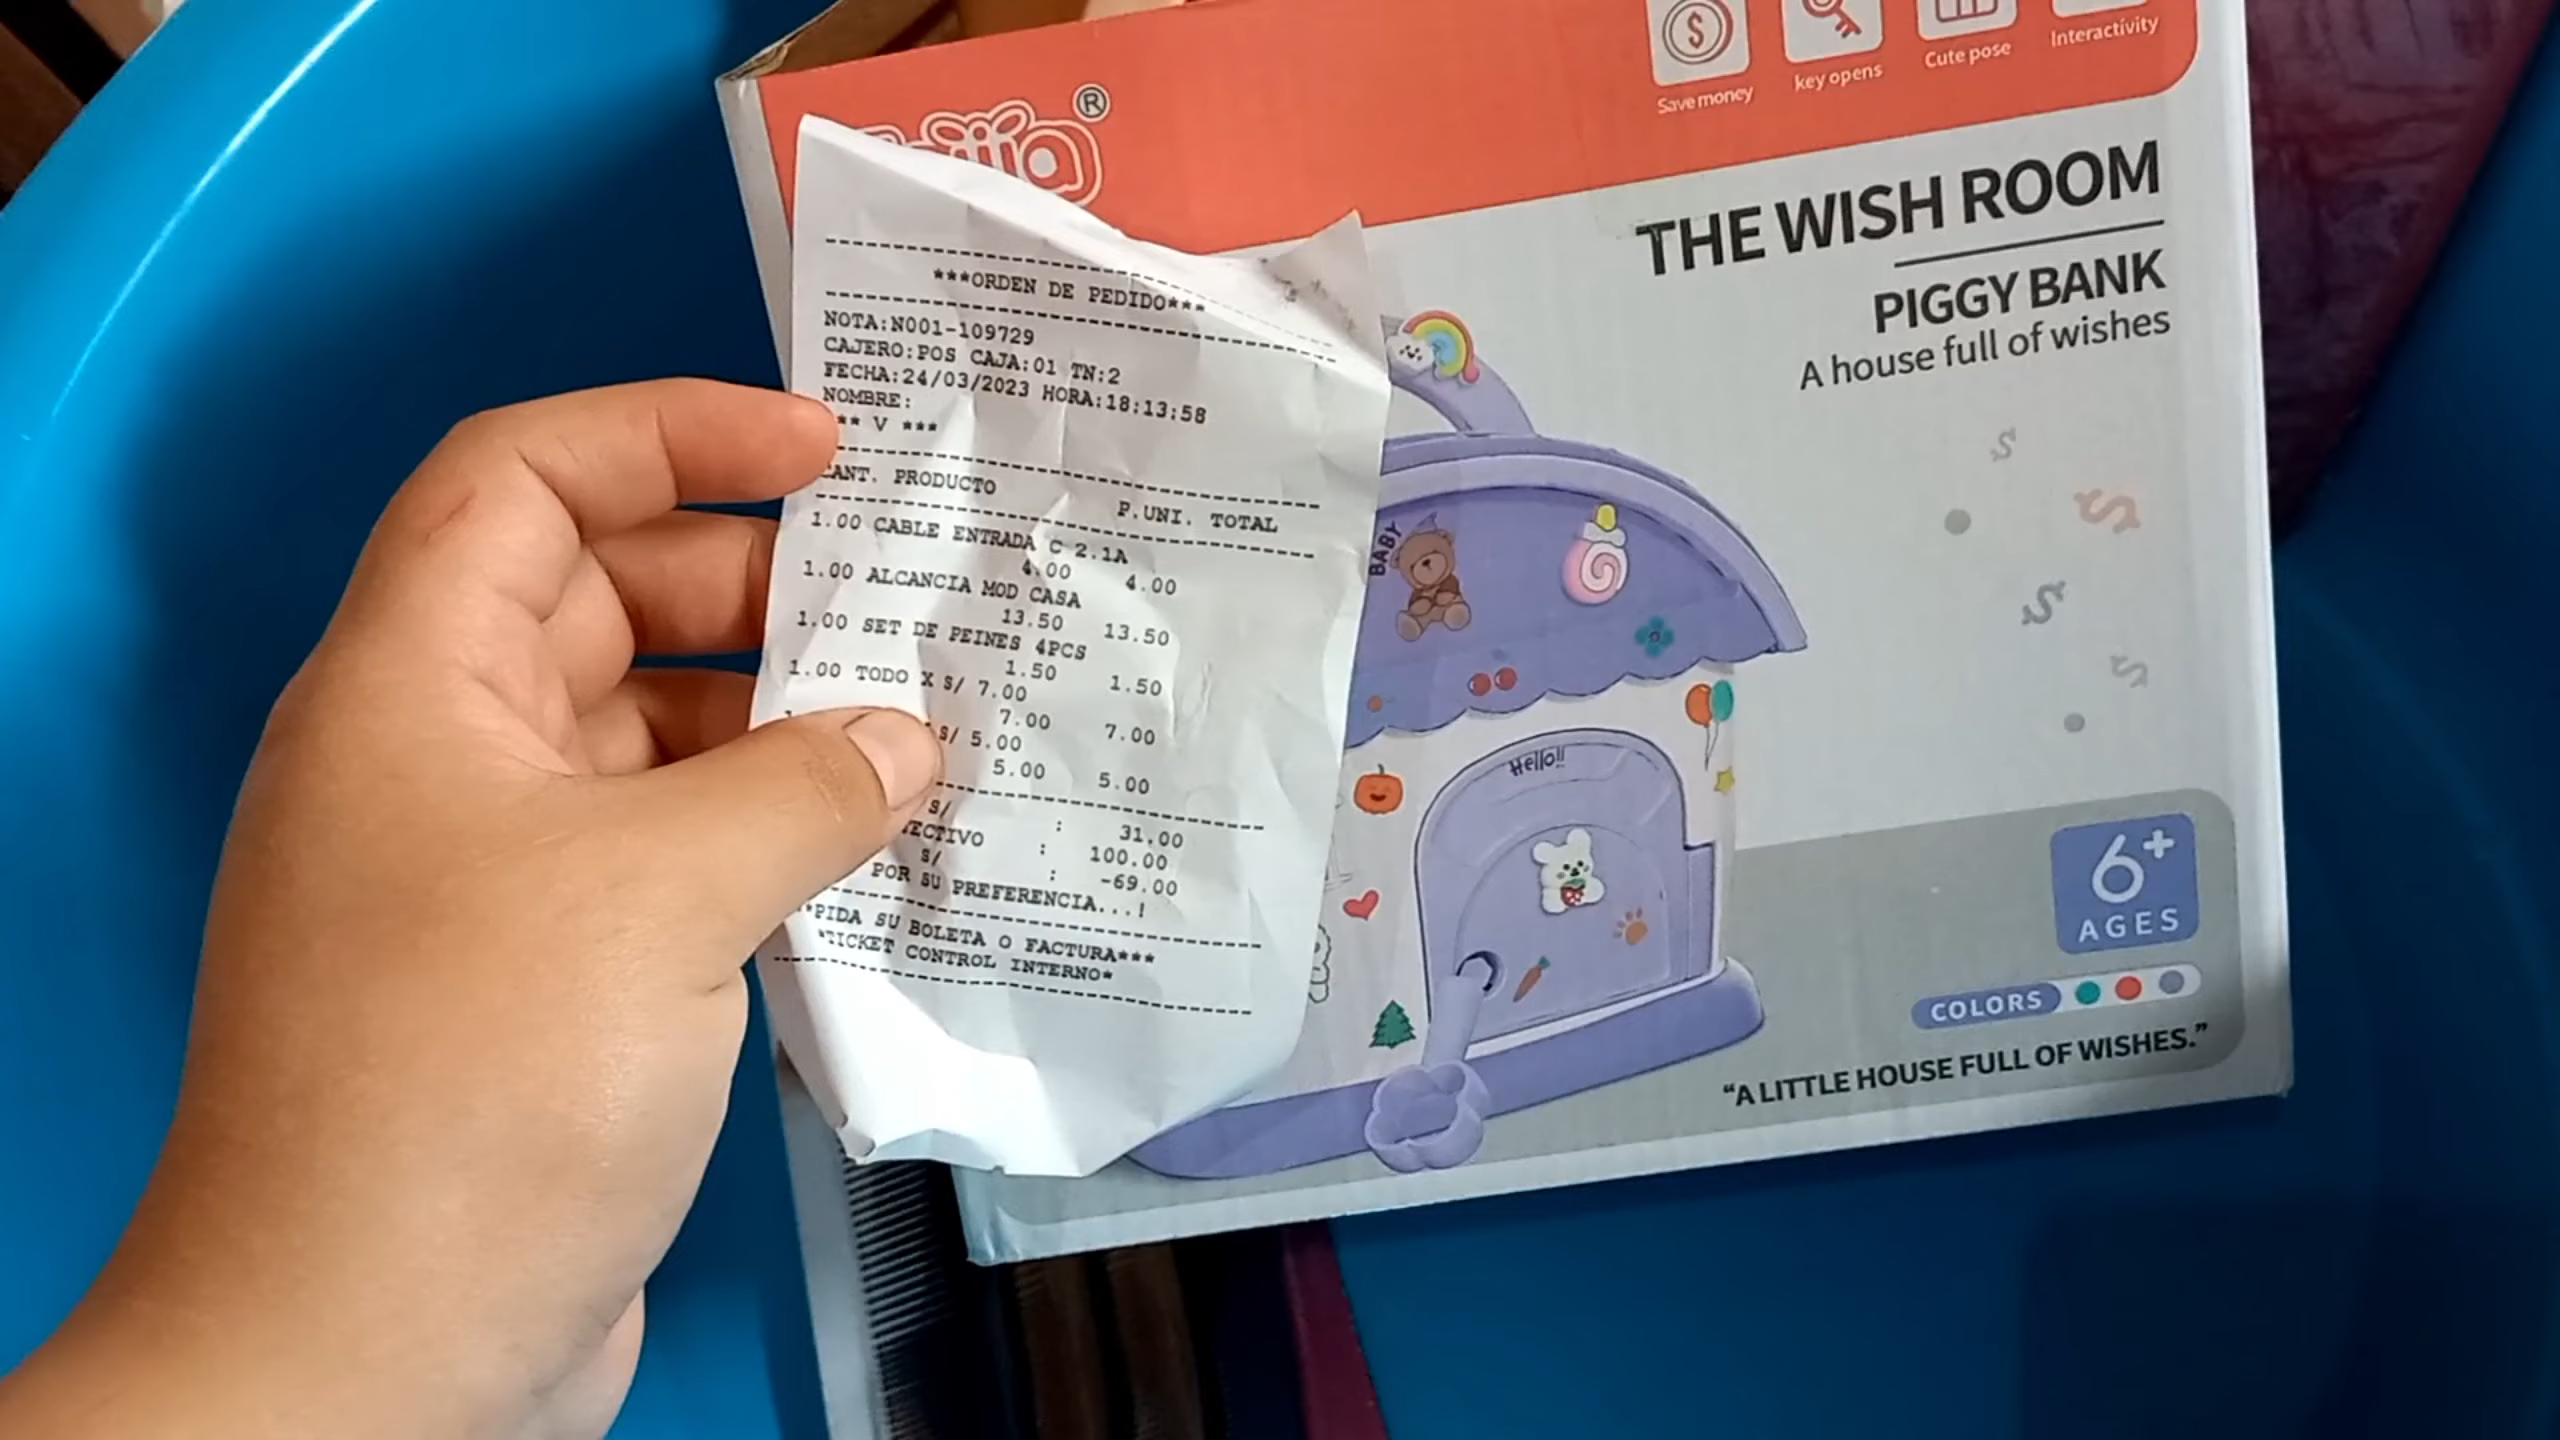 ***ORDEN DE PEDIDO***
NOTA:N001-109729
CAJERO:POS CAJA:01 TN:2
FECHA:24/03/2023 HORA:18:13:58
NOMBRE:
** V ***
CANT. PRODUCTO P.UNI. TOTAL
1.00 CABLE ENTRADA C 2.1A
4.00 4.00
1.00 ALCANCIA MOD CASA
13.50 13.50
1.00 SET DE PEINES 4PCS
1.50 1.50
1.00 TODO X S/ 7.00
7.00 7.00
S/ 5.00
5.00 5.00
S/ : 31.00
: 100.00
S/ : -69.00
POR SU PREFERENCIA...!
**PIDA SU BOLETA O FACTURA***
*TICKET CONTROL INTERNO*
®
Save money
key opens
Cute pose
Interactivity
THE WISH ROOM
PIGGY BANK
A house full of wishes
BABY
Hello!!
6+
AGES
COLORS
“A LITTLE HOUSE FULL OF WISHES.”